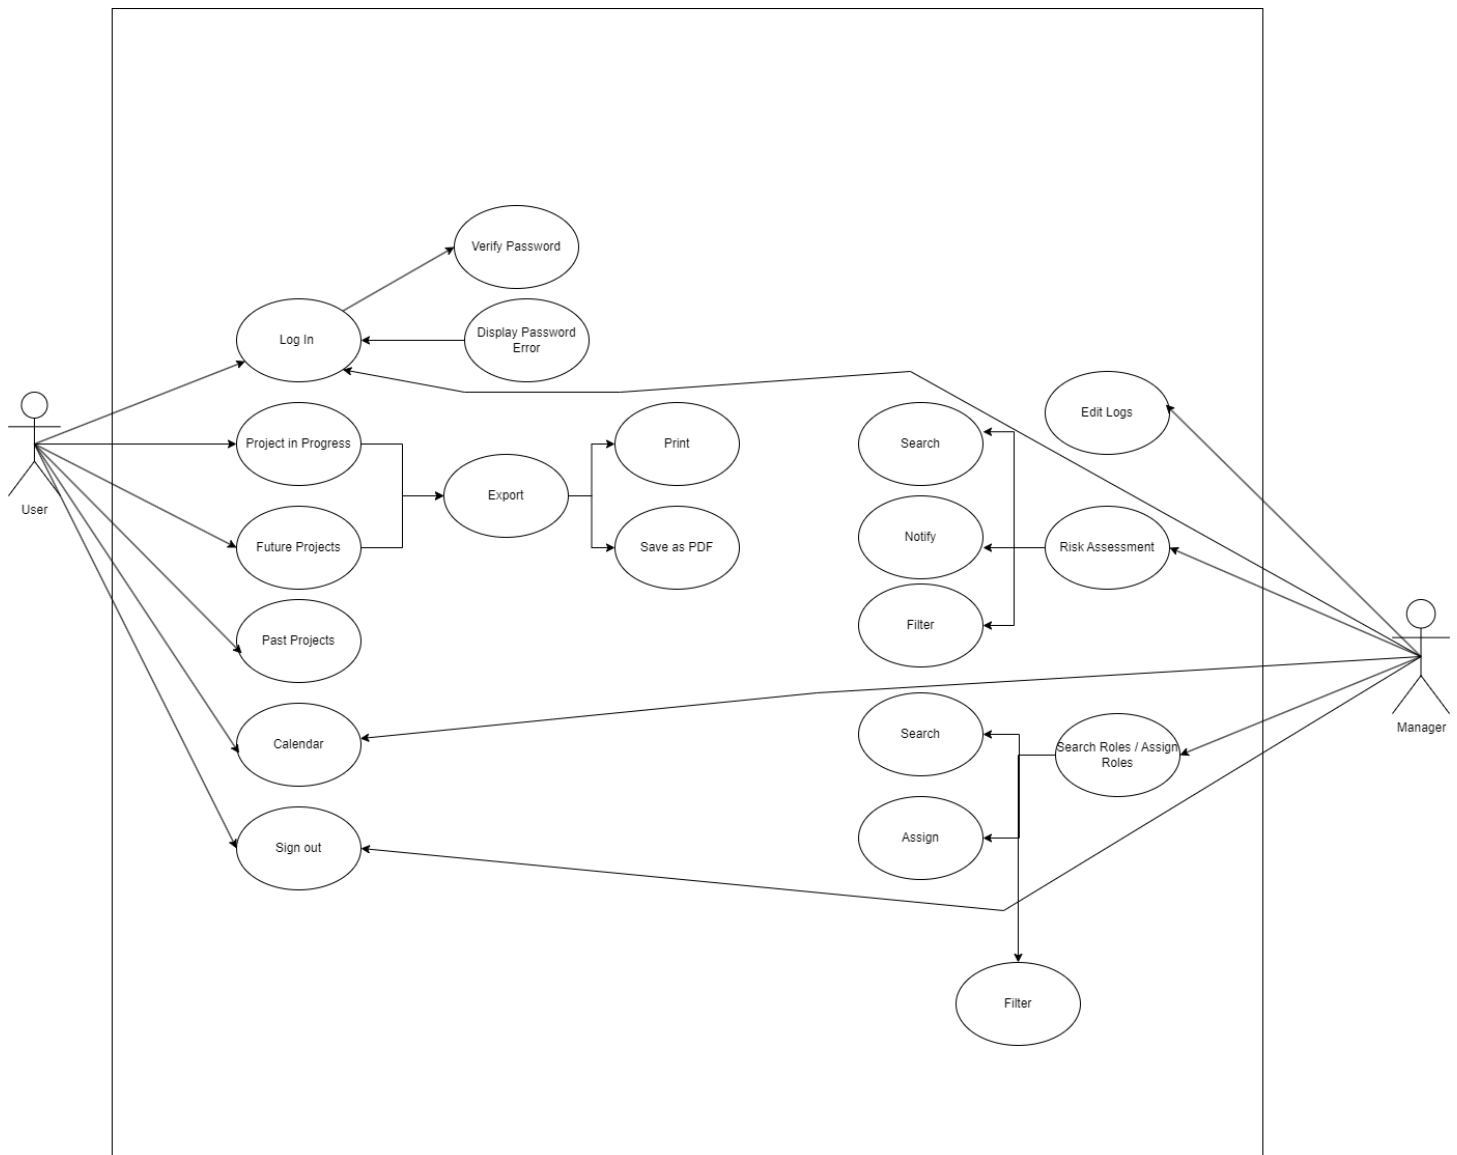 Verify Password
Log In
Display Password
Error
Edit Logs
Project in Progress
Print
Search
Export
User
Notify
Future Projects
Save as PDF
Risk Assessment
Filter
Past Projects
Manager
Search
Calendar
Search Roles / Assign
Roles
Assign
Sign out
Filter